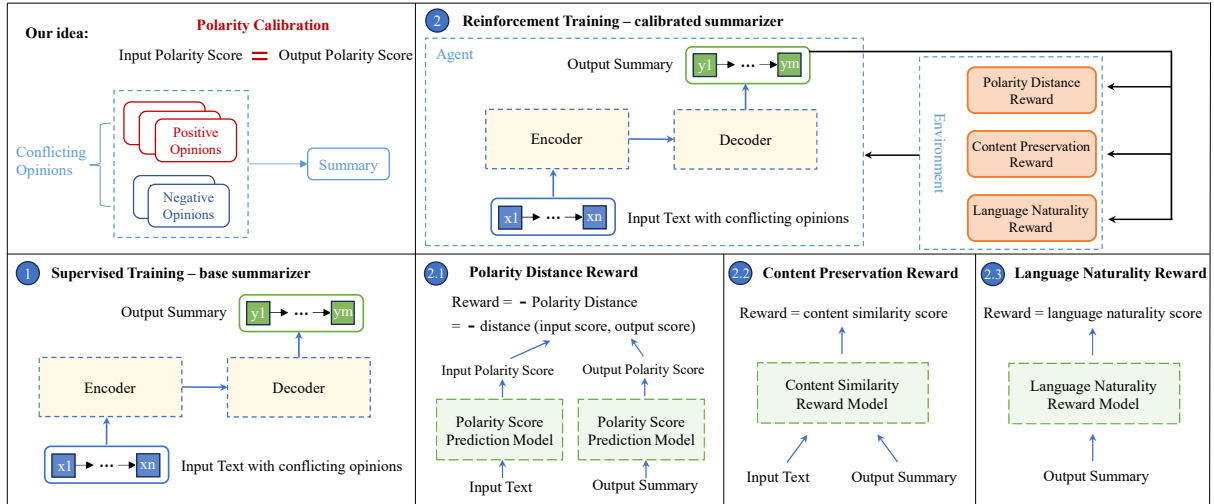 Our idea:
Polarity Calibration
Input Polarity Score = Output Polarity Score
Conflicting
Opinions
Positive
Opinions
Negative
Opinions
Summary
2 Reinforcement Training – calibrated summarizer
Agent
Output Summary
y1 ... ym
Encoder
Decoder
x1 ... xn
Input Text with conflicting opinions
Environment
Polarity Distance
Reward
Content Preservation
Reward
Language Naturality
Reward
1 Supervised Training – base summarizer
Output Summary
y1 ... ym
Encoder
Decoder
x1 ... xn
Input Text with conflicting opinions
2.1 Polarity Distance Reward
Reward = - Polarity Distance
= - distance (input score, output score)
Input Polarity Score
Output Polarity Score
Polarity Score
Prediction Model
Polarity Score
Prediction Model
Input Text
Output Summary
2.2 Content Preservation Reward
Reward = content similarity score
Content Similarity
Reward Model
Input Text
Output Summary
2.3 Language Naturality Reward
Reward = language naturality score
Language Naturality
Reward Model
Output Summary